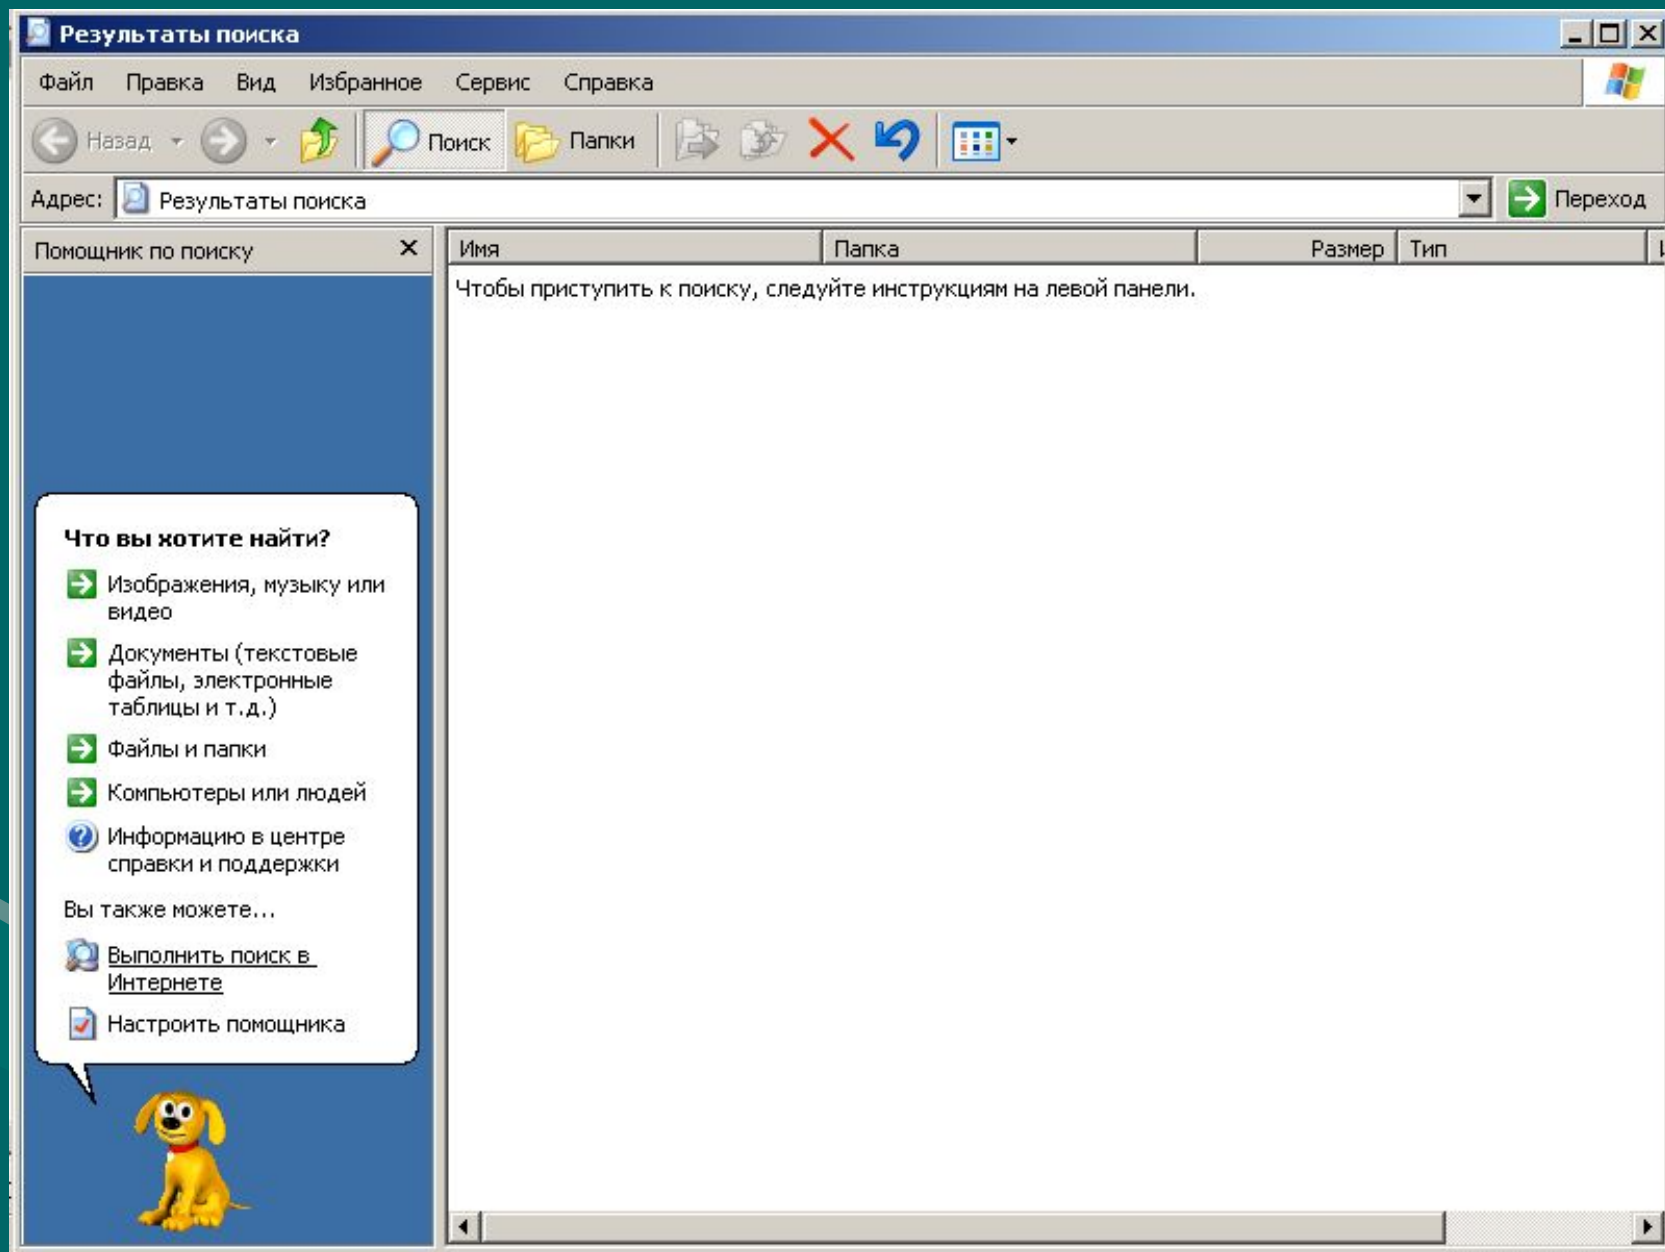 Результаты поиска
Файл Правка Вид Избранное Сервис Справка
Назад Поиск Папки
Адрес: Результаты поиска Переход
Помощник по поиску Имя Папка Размер Тип
Чтобы приступить к поиску, следуйте инструкциям на левой панели.
Что вы хотите найти?
Изображения, музыку или
видео
Документы (текстовые
файлы, электронные
таблицы и т.д.)
Файлы и папки
Компьютеры или людей
Информацию в центре
справки и поддержки
Вы также можете...
Выполнить поиск в
Интернете
Настроить помощника